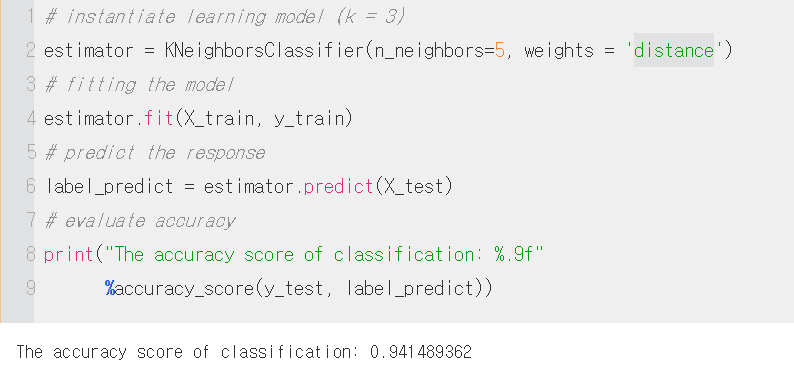 1 # instantiate learning model (k = 3)
2 estimator = KNeighborsClassifier(n_neighbors=5, weights = 'distance')
3 # fitting the model
4 estimator.fit(X_train, y_train)
5 # predict the response
6 label_predict = estimator.predict(X_test)
7 # evaluate accuracy
8 print("The accuracy score of classification: %.9f"
9 %accuracy_score(y_test, label_predict))
The accuracy score of classification: 0.941489362